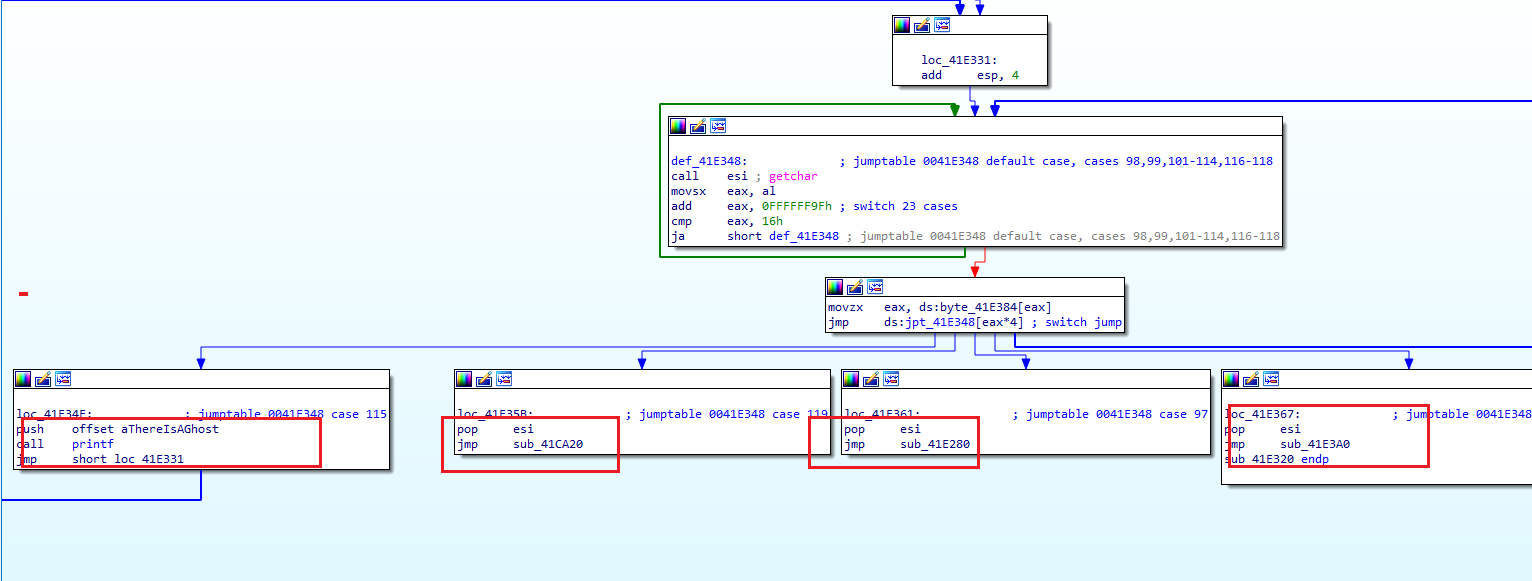 loc_41E331:
add esp, 4
def_41E348: ; jumptable 0041E348 default case, cases 98,99,101-114,116-118
call esi ; getchar
movsx eax, al
add eax, 0FFFFFF9Fh ; switch 23 cases
cmp eax, 16h
ja short def_41E348 ; jumptable 0041E348 default case, cases 98,99,101-114,116-118
movzx eax, ds:byte_41E384[eax]
jmp ds:jpt_41E348[eax*4] ; switch jump
loc_41E34E: ; jumptable 0041E348 case 115
push offset aThereIsAGhost
call printf
jmp short loc_41E331
loc_41E35B: ; jumptable 0041E348 case 119
pop esi
jmp sub_41CA20
loc_41E361: ; jumptable 0041E348 case 97
pop esi
jmp sub_41E280
loc_41E367: ; jumptable 0041E348
pop esi
jmp sub_41E3A0
sub_41E320 endp